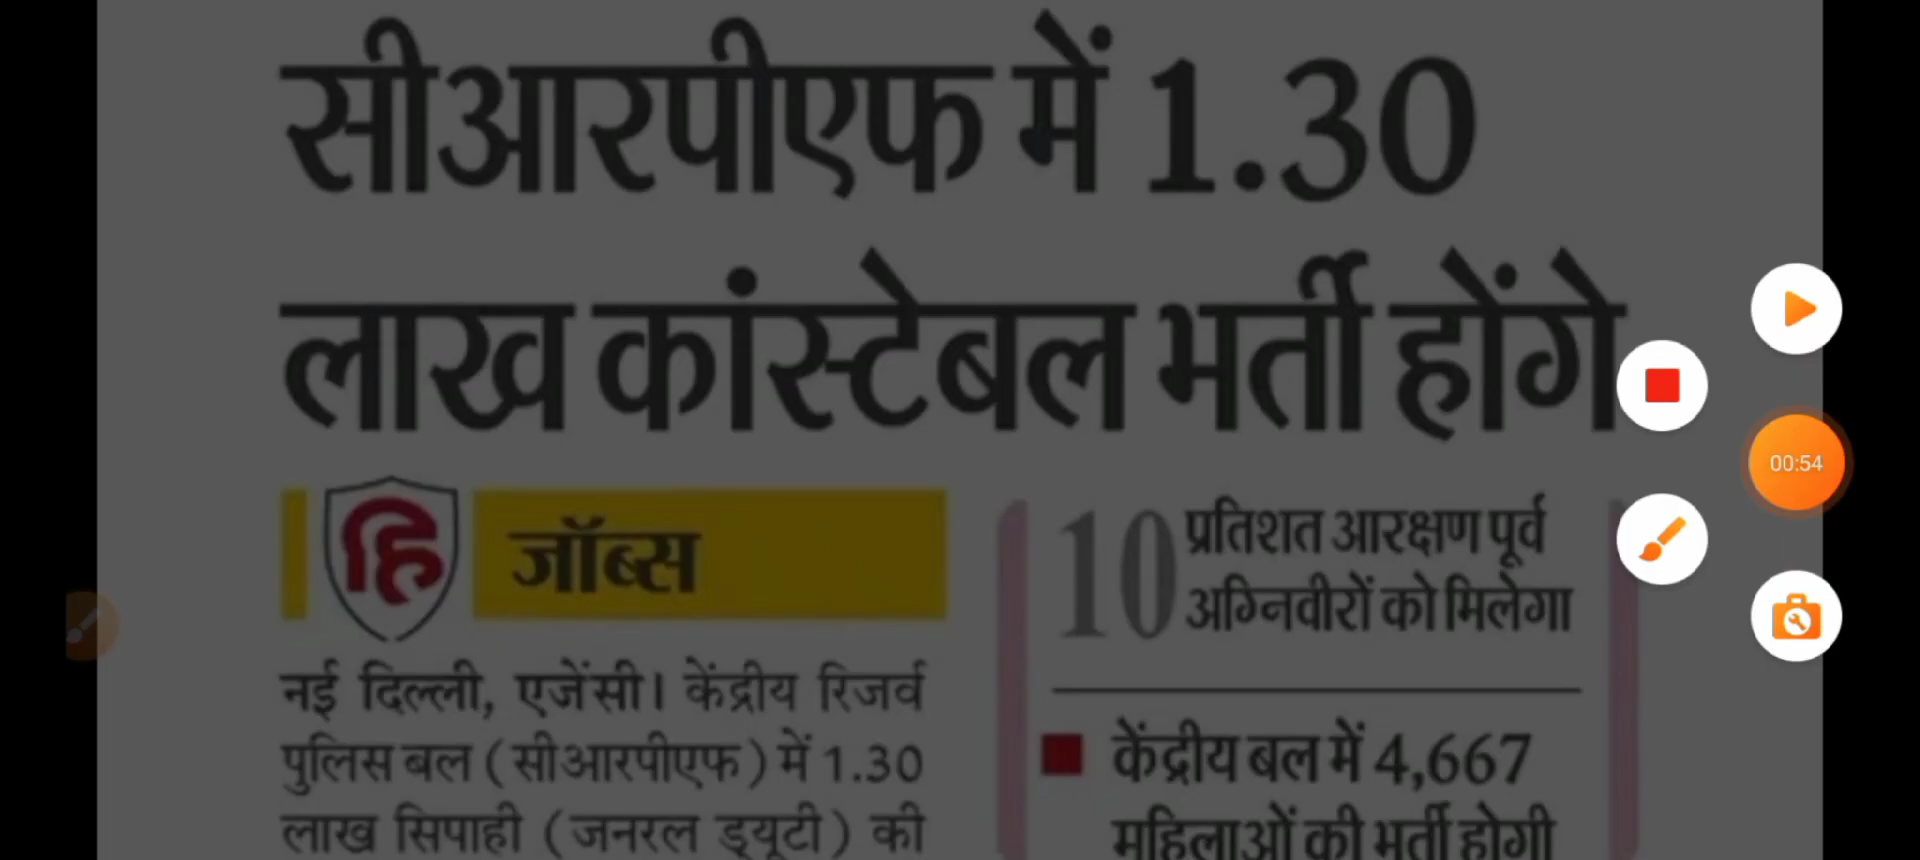 सीआरपीएफ में 1.30
लाख कांस्टेबल भर्ती होंगे
हि जॉब्स
नई दिल्ली, एजेंसी। केंद्रीय रिजर्व
पुलिस बल (सीआरपीएफ) में 1.30
लाख सिपाही (जनरल ड्यूटी) की
10 प्रतिशत आरक्षण पूर्व
अग्निवीरों को मिलेगा
केंद्रीय बल में 4,667
महिलाओं की भर्ती होगी
00:54